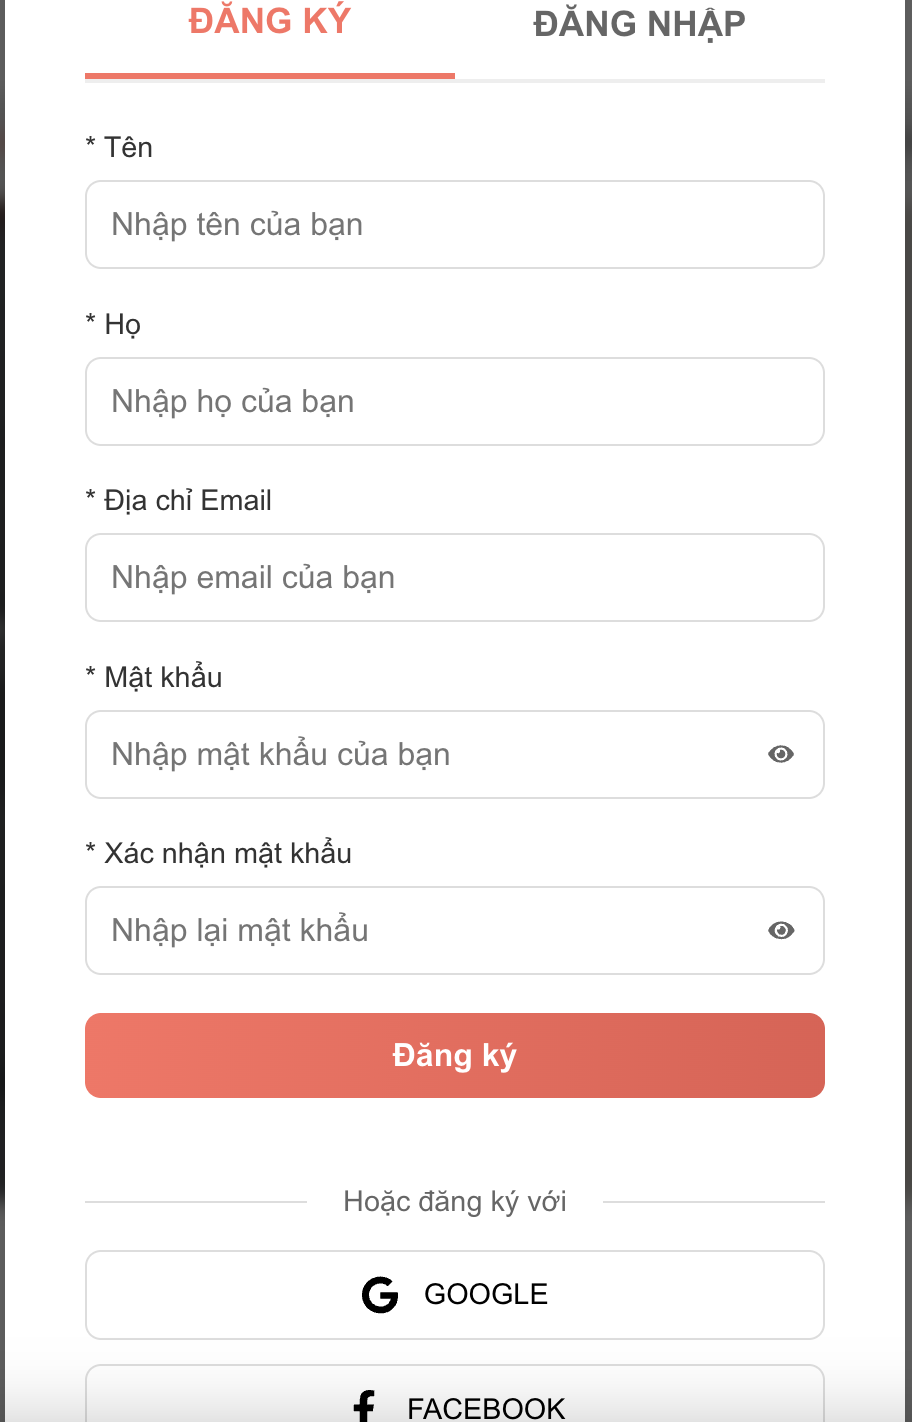 ĐĂNG KÝ
ĐĂNG NHẬP
* Tên
Nhập tên của bạn
* Họ
Nhập họ của bạn
* Địa chỉ Email
Nhập email của bạn
* Mật khẩu
Nhập mật khẩu của bạn
* Xác nhận mật khẩu
Nhập lại mật khẩu
Đăng ký
Hoặc đăng ký với
GOOGLE
FACEBOOK